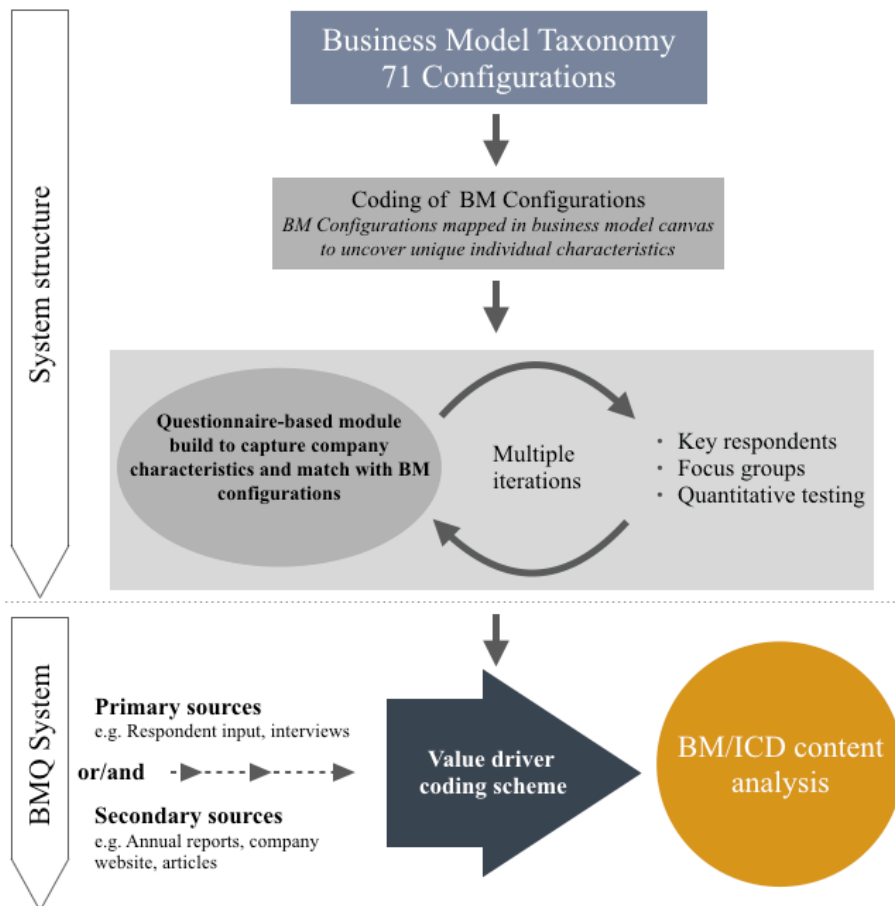 Business Model Taxonomy
71 Configurations
System structure
Coding of BM Configurations
BM Configurations mapped in business model canvas
to uncover unique individual characteristics
Questionnaire-based module
build to capture company
characteristics and match with BM
configurations
Multiple
iterations
• Key respondents
• Focus groups
• Quantitative testing
BMQ System
Primary sources
e.g. Respondent input, interviews
or/and
Secondary sources
e.g. Annual reports, company
website, articles
Value driver
coding scheme
BM/ICD content
analysis